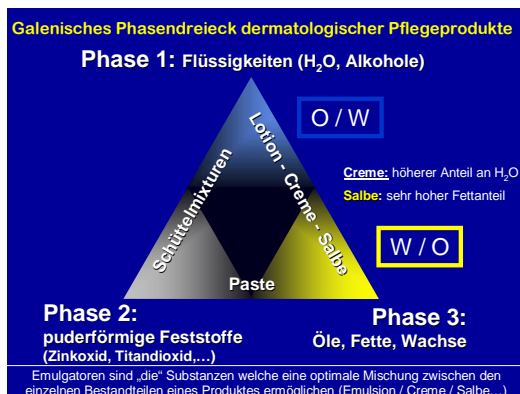 Galenisches Phasendreieck dermatologischer Pflegeprodukte
Phase 1: Flüssigkeiten (H₂O, Alkohole)
O / W
Lotion - Creme - Salbe
Schüttelmixturen
Creme: höherer Anteil an H₂O
Salbe: sehr hoher Fettanteil
W / O
Paste
Phase 2:
puderförmige Feststoffe
(Zinkoxid, Titandioxid,...)
Phase 3:
Öle, Fette, Wachse
Emulgatoren sind „die“ Substanzen welche eine optimale Mischung zwischen den
einzelnen Bestandteilen eines Produktes ermöglichen (Emulsion / Creme / Salbe...)